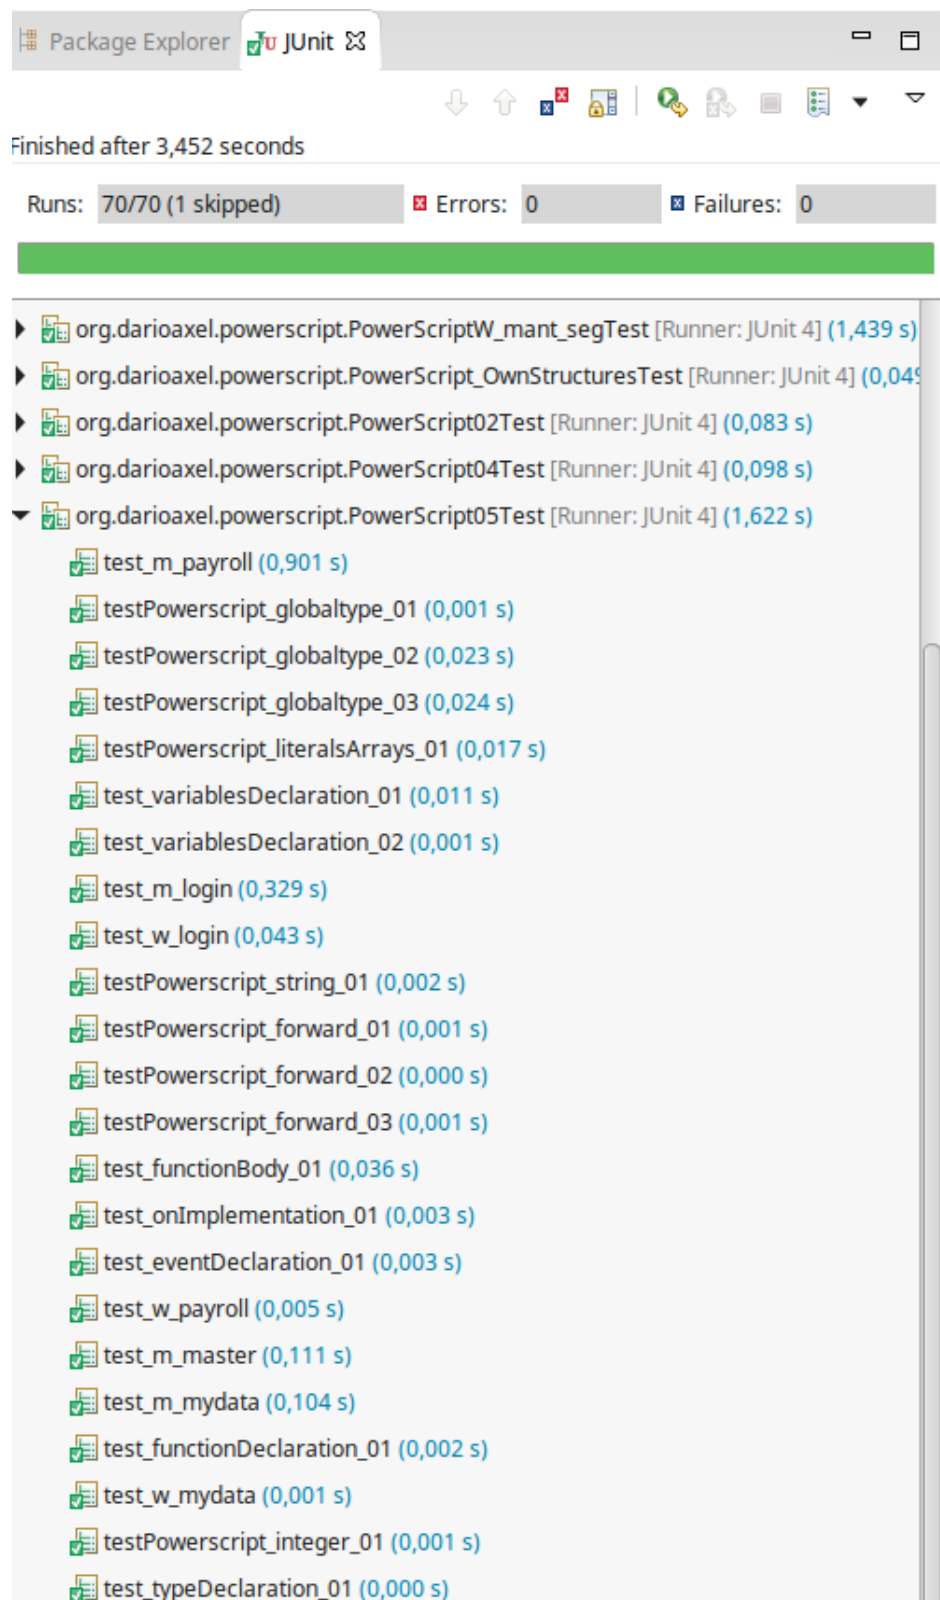 Package Explorer JUnit
Finished after 3,452 seconds
Runs: 70/70 (1 skipped) Errors: 0 Failures: 0
org.darioaxel.powerscript.PowerScriptW_mant_segTest [Runner: JUnit 4] (1,439 s)
org.darioaxel.powerscript.PowerScript_OwnStructuresTest [Runner: JUnit 4] (0,049
org.darioaxel.powerscript.PowerScript02Test [Runner: JUnit 4] (0,083 s)
org.darioaxel.powerscript.PowerScript04Test [Runner: JUnit 4] (0,098 s)
org.darioaxel.powerscript.PowerScript05Test [Runner: JUnit 4] (1,622 s)
test_m_payroll (0,901 s)
testPowerscript_globaltype_01 (0,001 s)
testPowerscript_globaltype_02 (0,023 s)
testPowerscript_globaltype_03 (0,024 s)
testPowerscript_literalsArrays_01 (0,017 s)
test_variablesDeclaration_01 (0,011 s)
test_variablesDeclaration_02 (0,001 s)
test_m_login (0,329 s)
test_w_login (0,043 s)
testPowerscript_string_01 (0,002 s)
testPowerscript_forward_01 (0,001 s)
testPowerscript_forward_02 (0,000 s)
testPowerscript_forward_03 (0,001 s)
test_functionBody_01 (0,036 s)
test_onImplementation_01 (0,003 s)
test_eventDeclaration_01 (0,003 s)
test_w_payroll (0,005 s)
test_m_master (0,111 s)
test_m_mydata (0,104 s)
test_functionDeclaration_01 (0,002 s)
test_w_mydata (0,001 s)
testPowerscript_integer_01 (0,001 s)
test_typeDeclaration_01 (0,000 s)